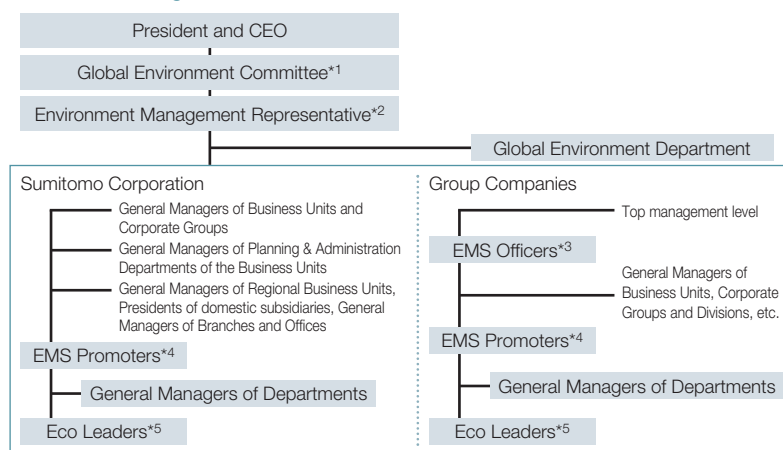 President and CEO
Global Environment Committee*1
Environment Management Representative*2
Global Environment Department
Sumitomo Corporation
General Managers of Business Units and
Corporate Groups
General Managers of Planning & Administration
Departments of the Business Units
General Managers of Regional Business Units,
Presidents of domestic subsidiaries, General
Managers of Branches and Offices
EMS Promoters*4
General Managers of Departments
Eco Leaders*5
Group Companies
Top management level
EMS Officers*3
General Managers of
Business Units, Corporate
Groups and Divisions, etc.
EMS Promoters*4
General Managers of Departments
Eco Leaders*5